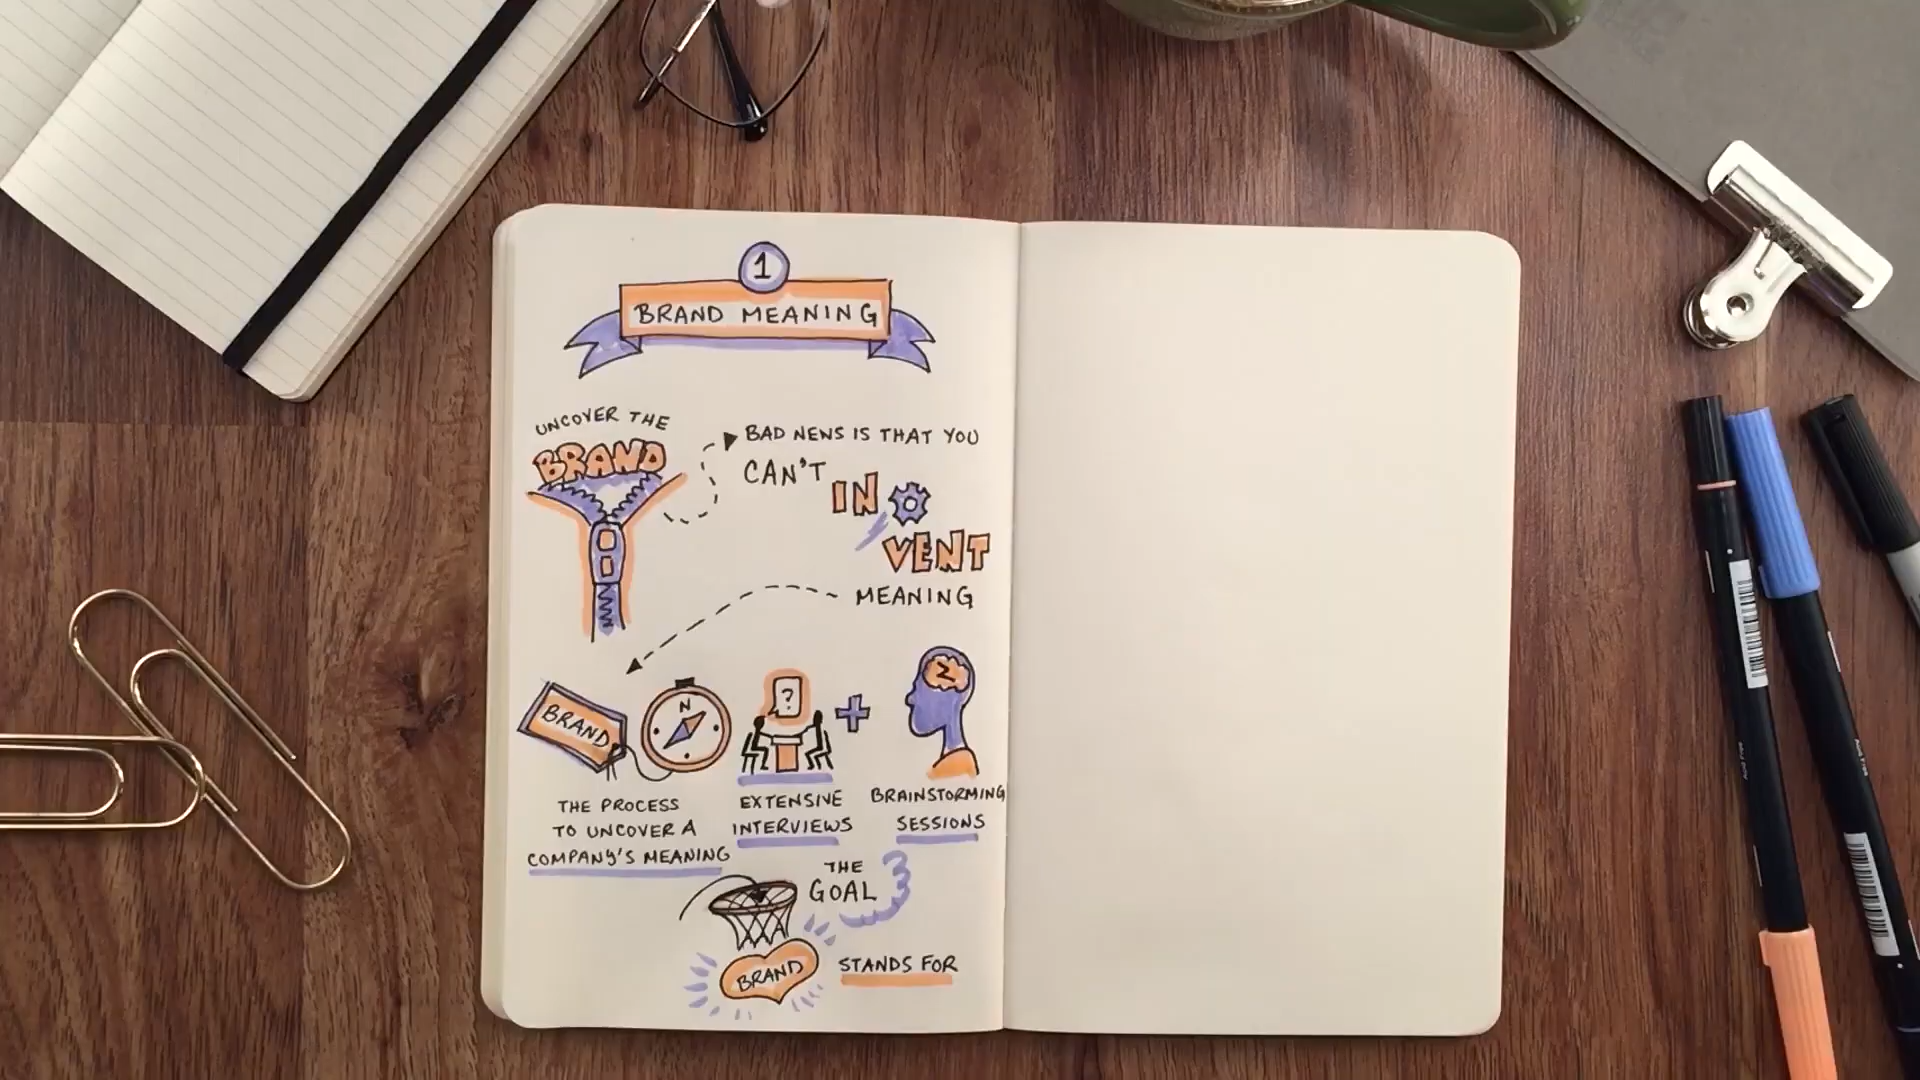 1
BRAND MEANING
UNCOVER THE
BRAND
BAD NEWS IS THAT YOU
CAN'T
IN
VENT
MEANING
BRAND
N
?
THE PROCESS
TO UNCOVER A
COMPANY'S MEANING
EXTENSIVE
INTERVIEWS
BRAINSTORMING
SESSIONS
THE
GOAL
BRAND
STANDS FOR